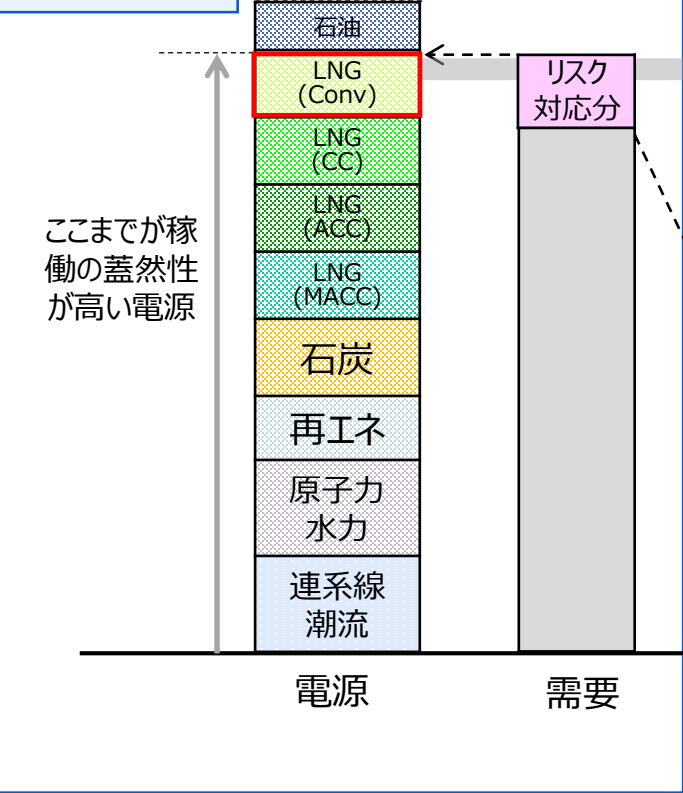 石油
LNG
(Conv)
LNG
(CC)
LNG
(ACC)
LNG
(MACC)
石炭
再エネ
原子力
水力
連系線
潮流
電源
ここまでが稼
働の蓋然性
が高い電源
リスク
対応分
需要